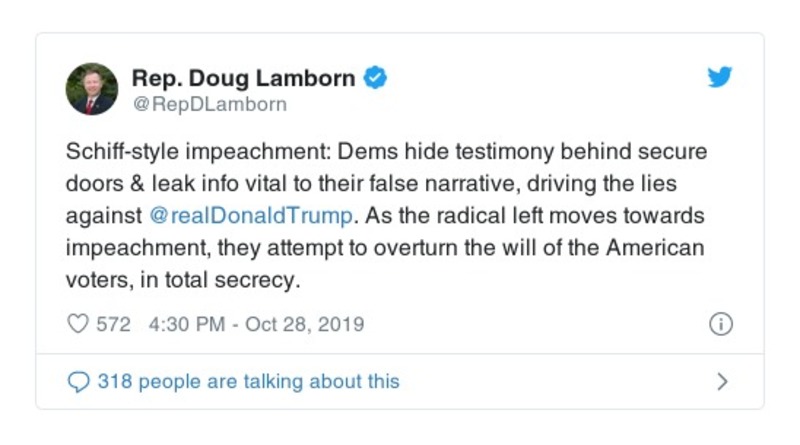 Rep. Doug Lamborn
@RepDLamborn
Schiff-style impeachment: Dems hide testimony behind secure
doors & leak info vital to their false narrative, driving the lies
against @realDonaldTrump. As the radical left moves towards
impeachment, they attempt to overturn the will of the American
voters, in total secrecy.
572 4:30 PM - Oct 28, 2019
318 people are talking about this